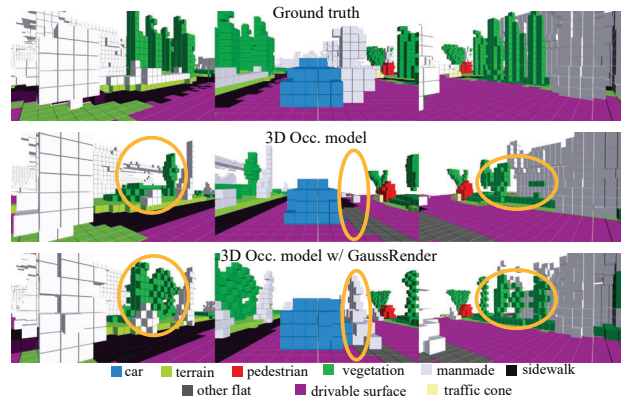 Ground truth
3D Occ. model
3D Occ. model w/ GaussRender
car terrain pedestrian vegetation manmade sidewalk
other flat drivable surface traffic cone